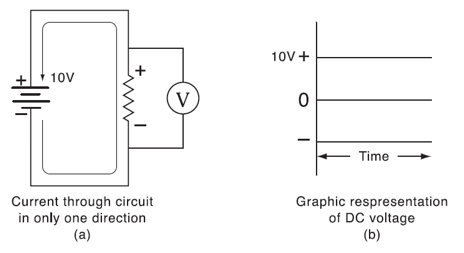 +
10V
−
+
−
V
Current through circuit
in only one direction
(a)
10V +
0
−
Time
Graphic respresentation
of DC voltage
(b)